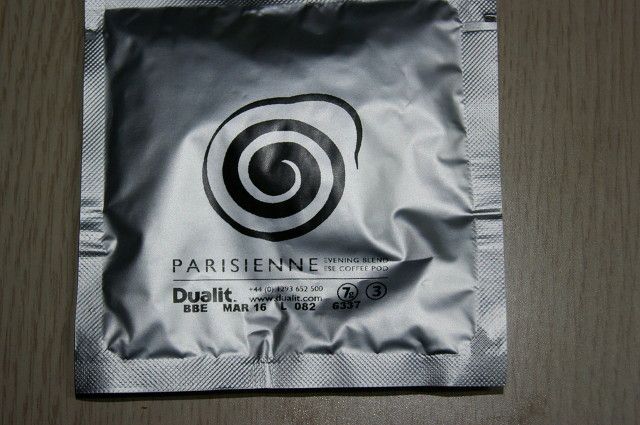 PARISIENNE EVENING BLEND
ESE COFFEE POD
Dualit. +44 (0) 1293 652 500
www.dualit.com 7g 3
BBE MAR 16 L 082 6337